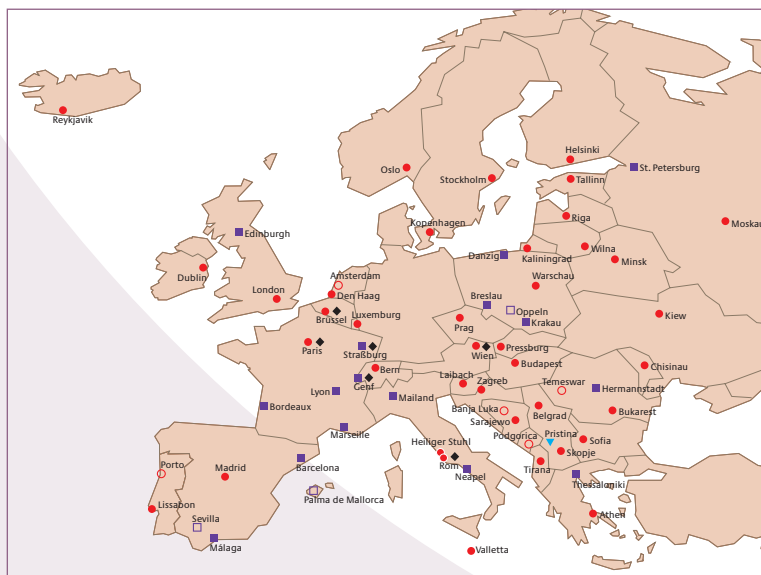 Reykjavik
Helsinki
Oslo
Stockholm
Tallinn
St. Petersburg
Riga
Kopenhagen
Moskau
Edinburgh
Danzig
Kaliningrad
Wilna
Minsk
Dublin
Amsterdam
Warschau
London
Den Haag
Breslau
Brüssel
Luxemburg
Oppeln
Krakau
Kiew
Prag
Paris
Straßburg
Wien
Pressburg
Budapest
Chisinau
Bern
Genf
Laibach
Zagreb
Temeswar
Hermannstadt
Lyon
Mailand
Bordeaux
Banja Luka
Belgrad
Bukarest
Sarajewo
Marseille
Heiliger Stuhl
Podgorica
Pristina
Sofia
Skopje
Porto
Madrid
Barcelona
Rom
Neapel
Tirana
Thessaloniki
Lissabon
Palma de Mallorca
Sevilla
Athen
Málaga
Valletta